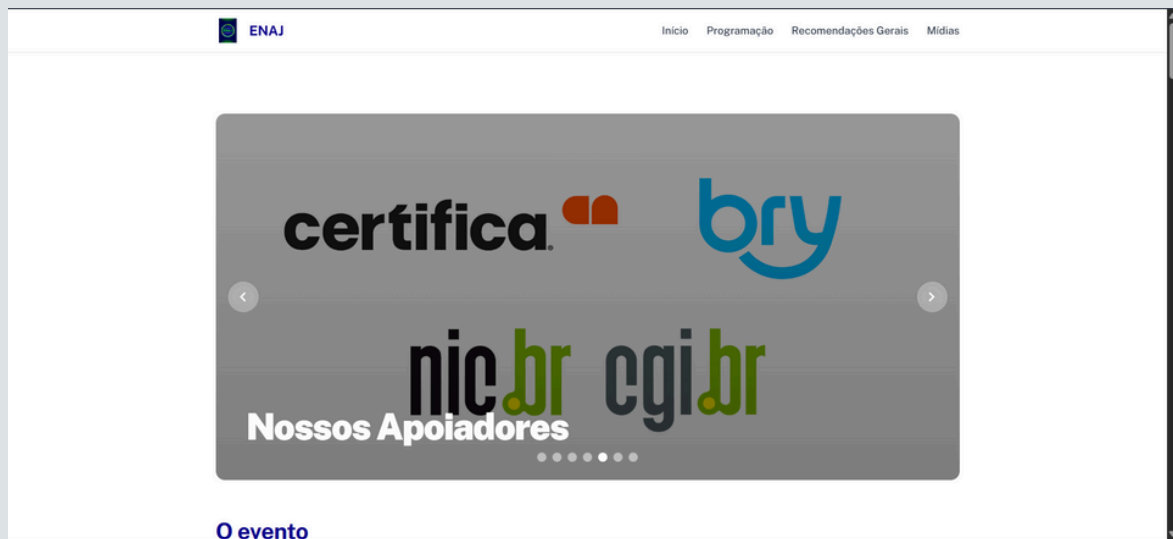 ENAJ
Início Programação Recomendações Gerais Mídias
certifica.
bry
nic.br cgi.br
Nossos Apoiadores
O evento